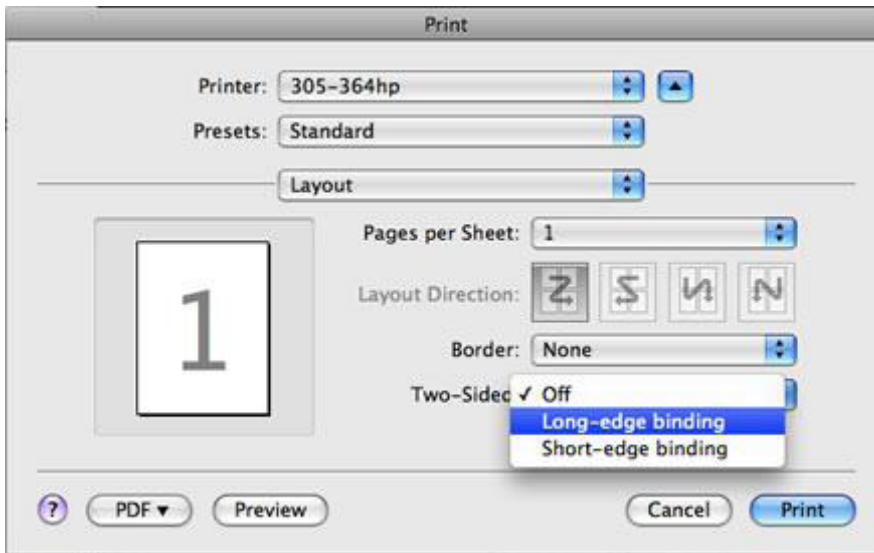 Print
Printer: 305-364hp
Presets: Standard
Layout
1
Pages per Sheet: 1
Layout Direction:
Border: None
Two-Sided ✓ Off
Long-edge binding
Short-edge binding
? PDF ▼ Preview Cancel Print